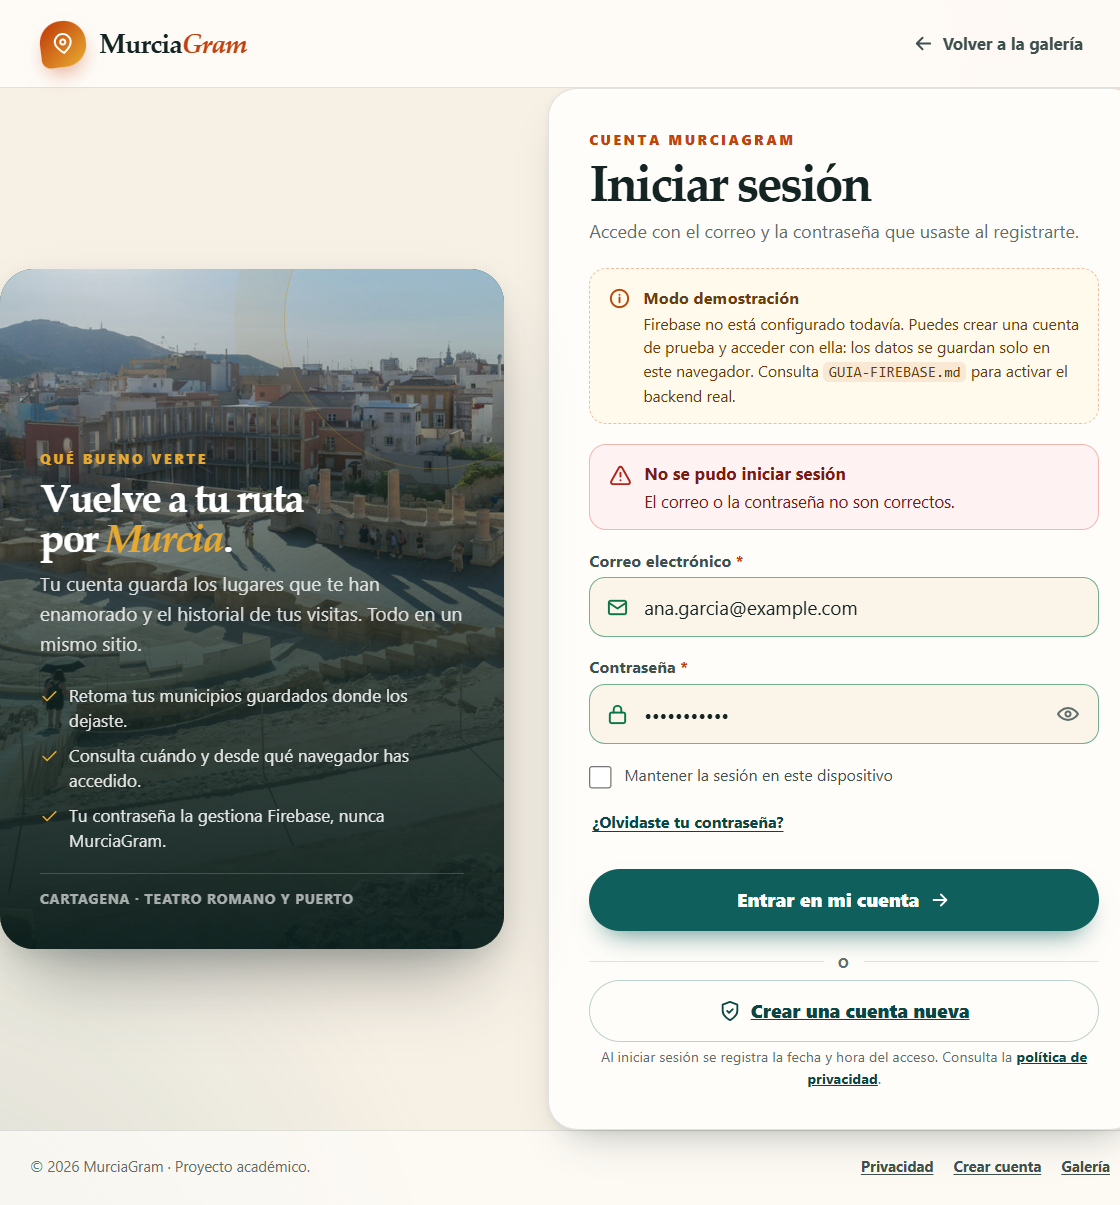 MurciaGram
Volver a la galería
QUÉ BUENO VERTE
Vuelve a tu ruta
por Murcia.
Tu cuenta guarda los lugares que te han
enamorado y el historial de tus visitas. Todo en un
mismo sitio.
Retoma tus municipios guardados donde los
dejaste.
Consulta cuándo y desde qué navegador has
accedido.
Tu contraseña la gestiona Firebase, nunca
MurciaGram.
CARTAGENA · TEATRO ROMANO Y PUERTO
CUENTA MURCIAGRAM
Iniciar sesión
Accede con el correo y la contraseña que usaste al registrarte.
Modo demostración
Firebase no está configurado todavía. Puedes crear una cuenta
de prueba y acceder con ella: los datos se guardan solo en
este navegador. Consulta GUIA-FIREBASE.md para activar el
backend real.
No se pudo iniciar sesión
El correo o la contraseña no son correctos.
Correo electrónico *
ana.garcia@example.com
Contraseña *
•••••••••••
Mantener la sesión en este dispositivo
¿Olvidaste tu contraseña?
Entrar en mi cuenta
O
Crear una cuenta nueva
Al iniciar sesión se registra la fecha y hora del acceso. Consulta la política de
privacidad.
© 2026 MurciaGram · Proyecto académico.
Privacidad Crear cuenta Galería